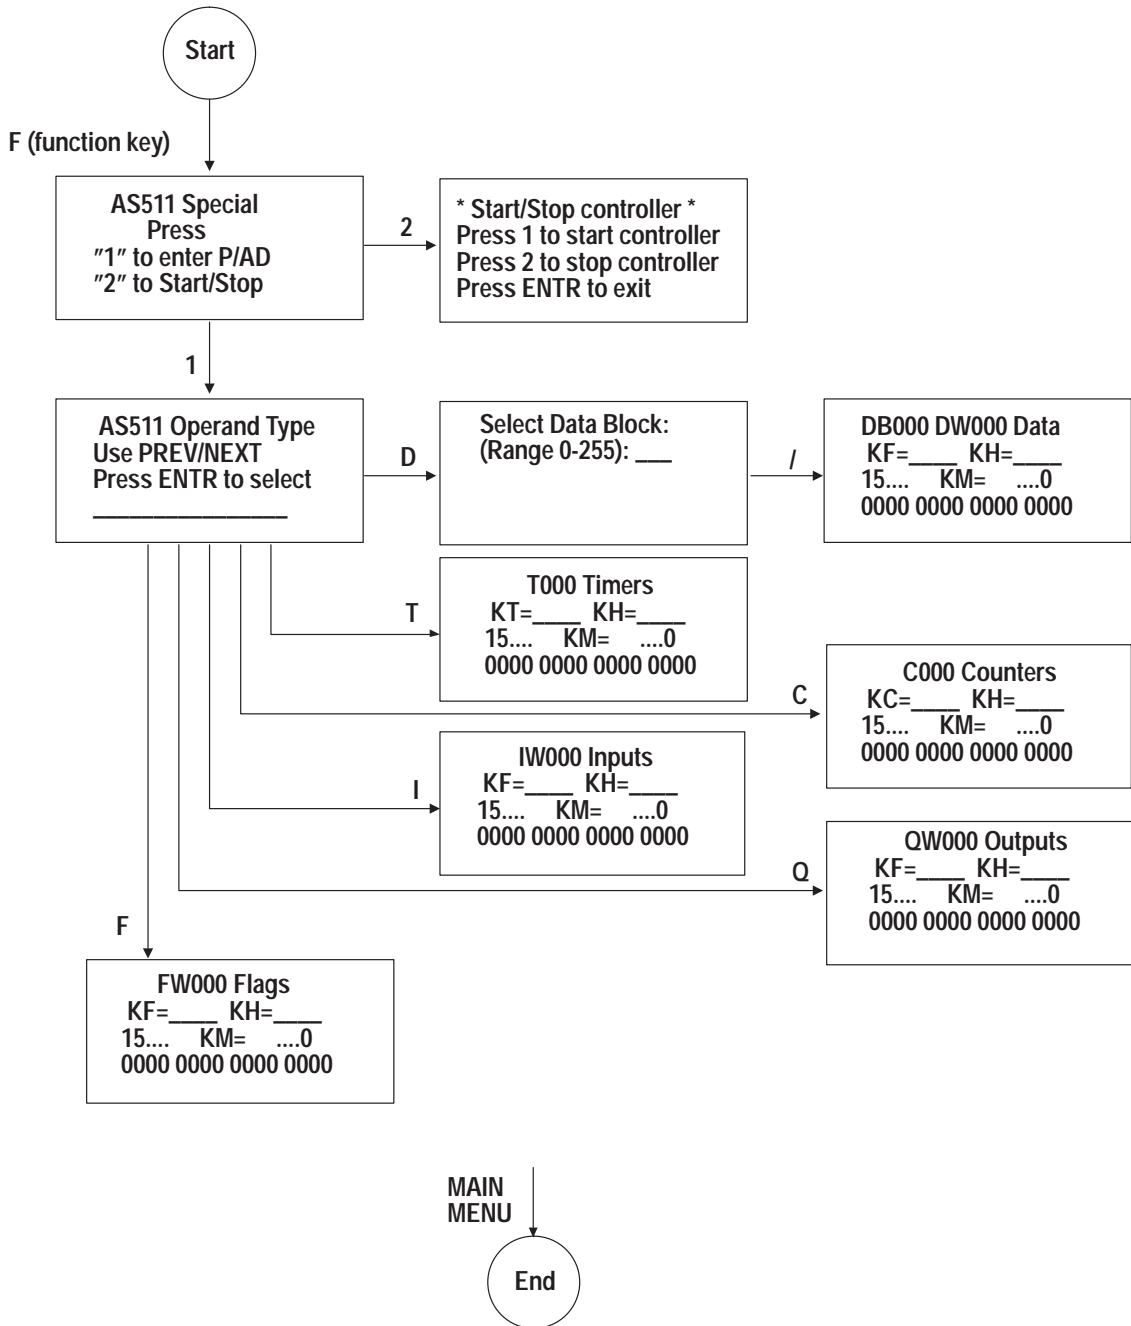 Start
F (function key)
AS511 Special
Press
"1" to enter P/AD
"2" to Start/Stop
2
* Start/Stop controller *
Press 1 to start controller
Press 2 to stop controller
Press ENTR to exit
1
AS511 Operand Type
Use PREV/NEXT
Press ENTR to select
________________
D
Select Data Block:
(Range 0-255): ___
/
DB000 DW000 Data
KF=____ KH=____
15.... KM= ....0
0000 0000 0000 0000
T
T000 Timers
KT=____ KH=____
15.... KM= ....0
0000 0000 0000 0000
C
C000 Counters
KC=____ KH=____
15.... KM= ....0
0000 0000 0000 0000
I
IW000 Inputs
KF=____ KH=____
15.... KM= ....0
0000 0000 0000 0000
Q
QW000 Outputs
KF=____ KH=____
15.... KM= ....0
0000 0000 0000 0000
F
FW000 Flags
KF=____ KH=____
15.... KM= ....0
0000 0000 0000 0000
MAIN
MENU
End